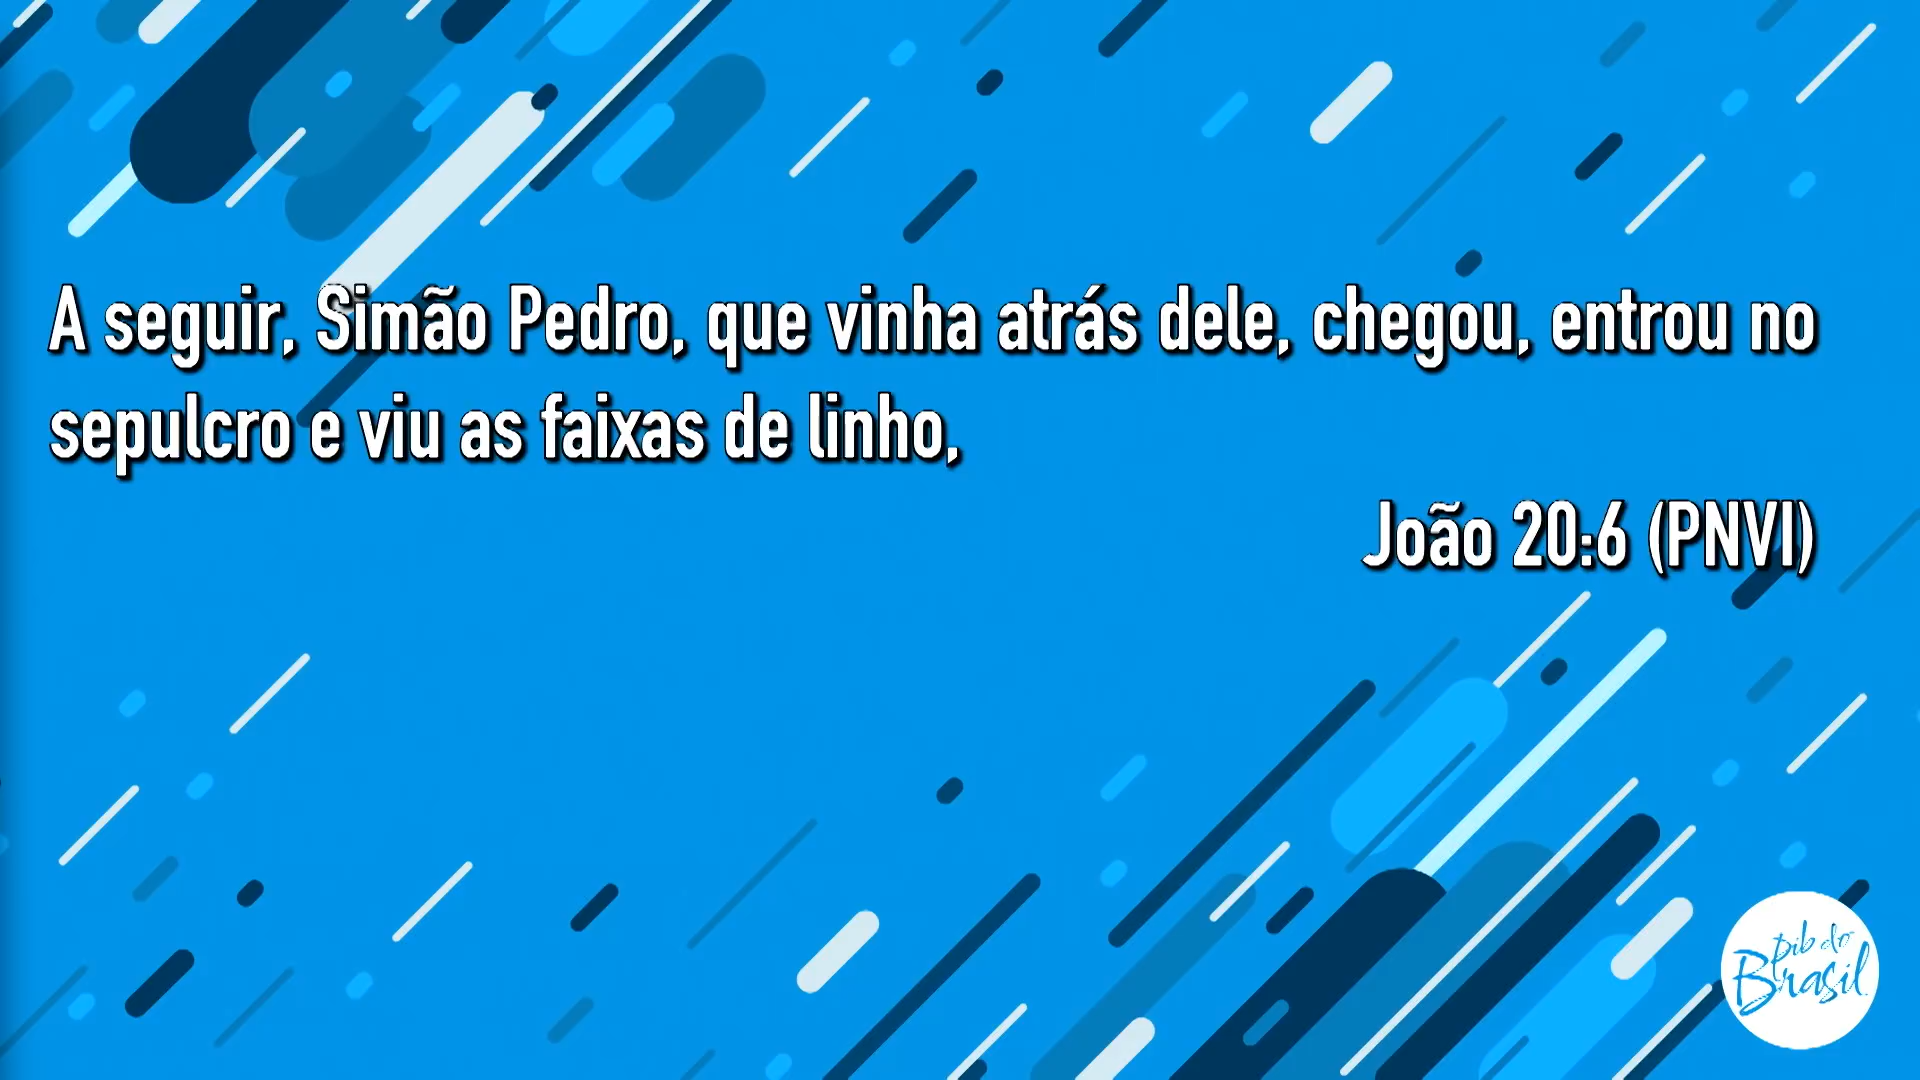 A seguir, Simão Pedro, que vinha atrás dele, chegou, entrou no
sepulcro e viu as faixas de linho,
João 20:6 (PNVI)
pib do
Brasil